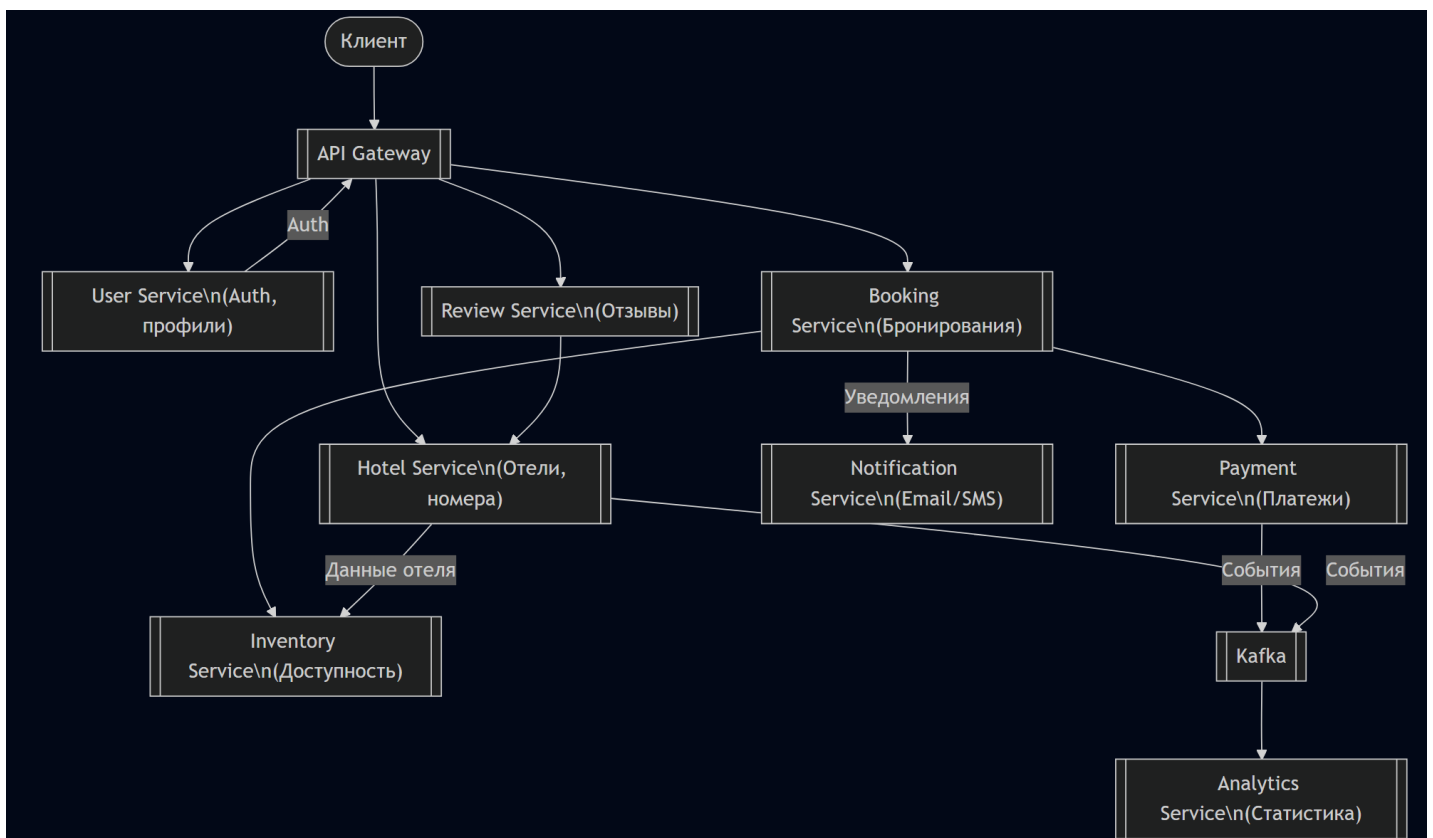 Клиент
API Gateway
Auth
User Service\n(Auth,
профили)
Review Service\n(Отзывы)
Booking
Service\n(Бронирования)
Уведомления
Hotel Service\n(Отели,
номера)
Notification
Service\n(Email/SMS)
Payment
Service\n(Платежи)
Данные отеля
События
События
Inventory
Service\n(Доступность)
Kafka
Analytics
Service\n(Статистика)